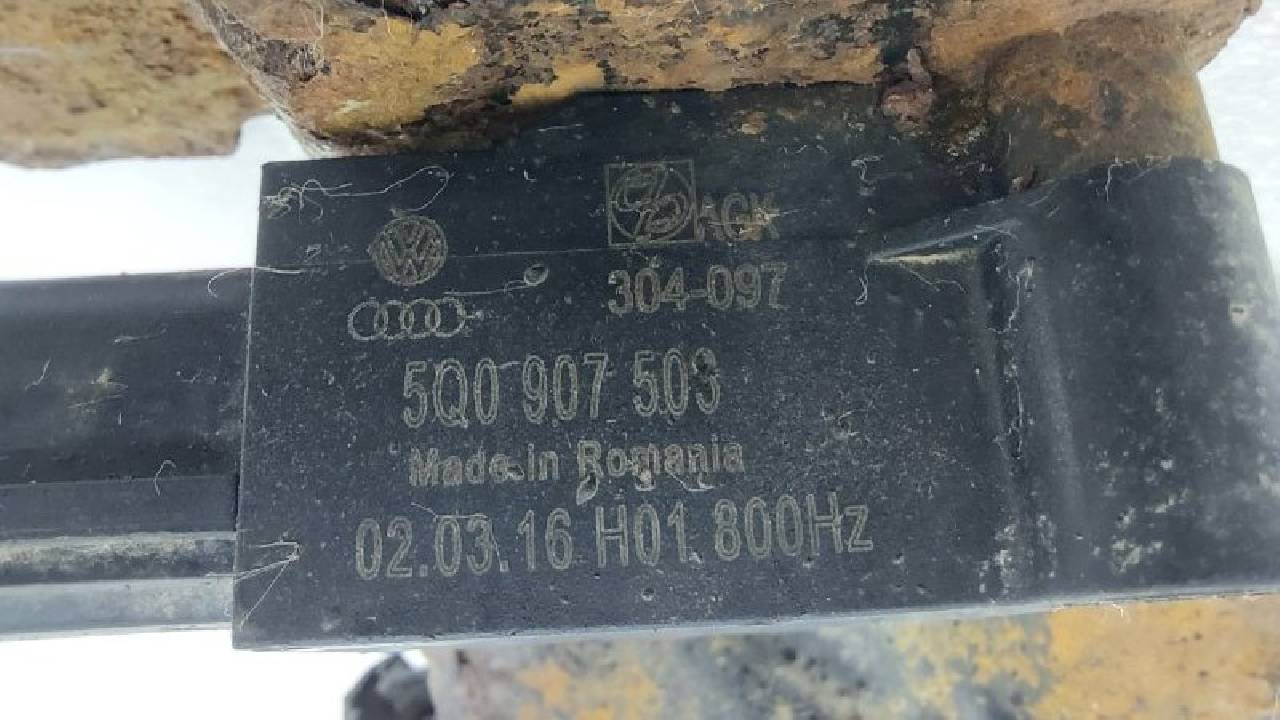 ACK
304-097
5Q0 907 503
Made in Romania
02.03.16 H01 800Hz